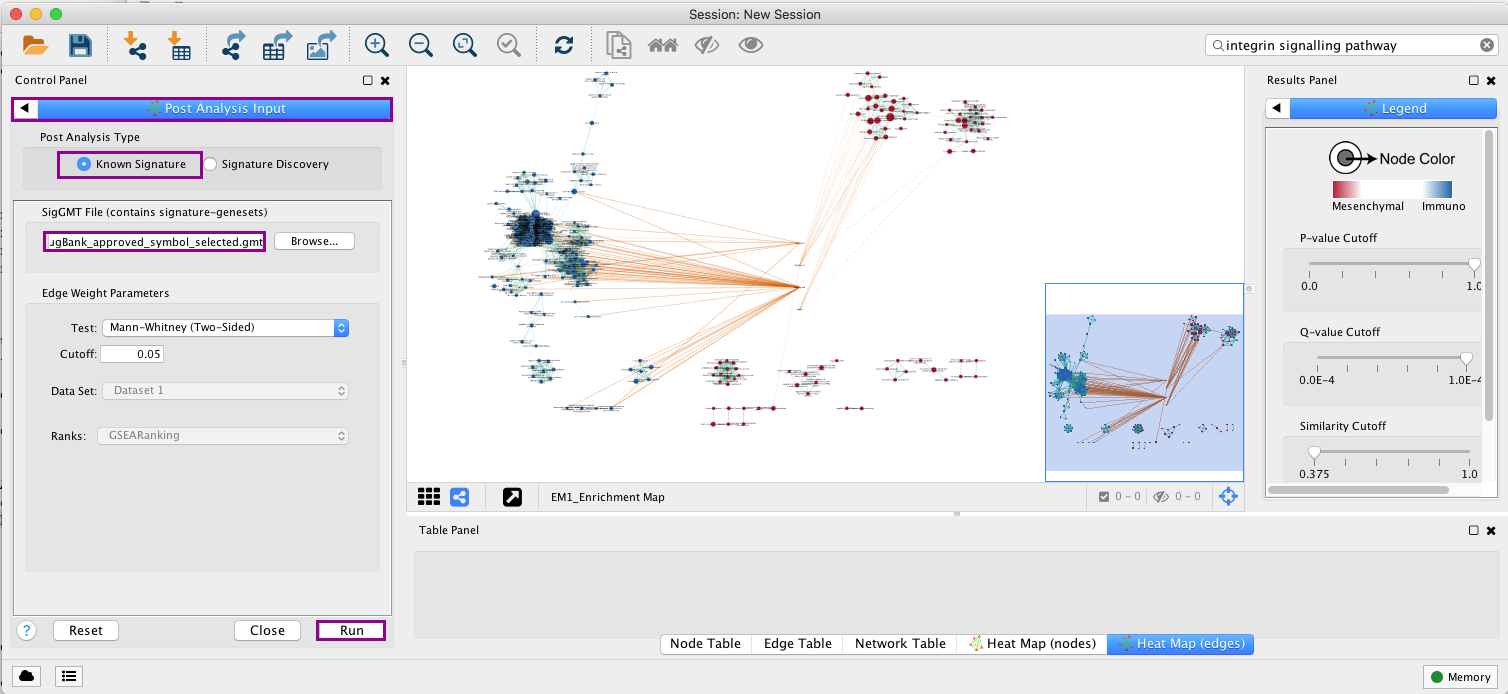 Session: New Session
integrin signalling pathway
Control Panel
Post Analysis Input
Post Analysis Type
Known Signature
Signature Discovery
SigGMT File (contains signature-genesets)
ugBank_approved_symbol_selected.gmt
Browse...
Edge Weight Parameters
Test: Mann-Whitney (Two-Sided)
Cutoff: 0.05
Data Set: Dataset 1
Ranks: GSEARanking
? Reset Close Run
EM1_Enrichment Map
0 - 0 0 - 0
Table Panel
Node Table Edge Table Network Table Heat Map (nodes) Heat Map (edges)
Results Panel
Legend
Node Color
Mesenchymal Immuno
P-value Cutoff
0.0 1.0
Q-value Cutoff
0.0E-4 1.0E-4
Similarity Cutoff
0.375 1.0
Memory